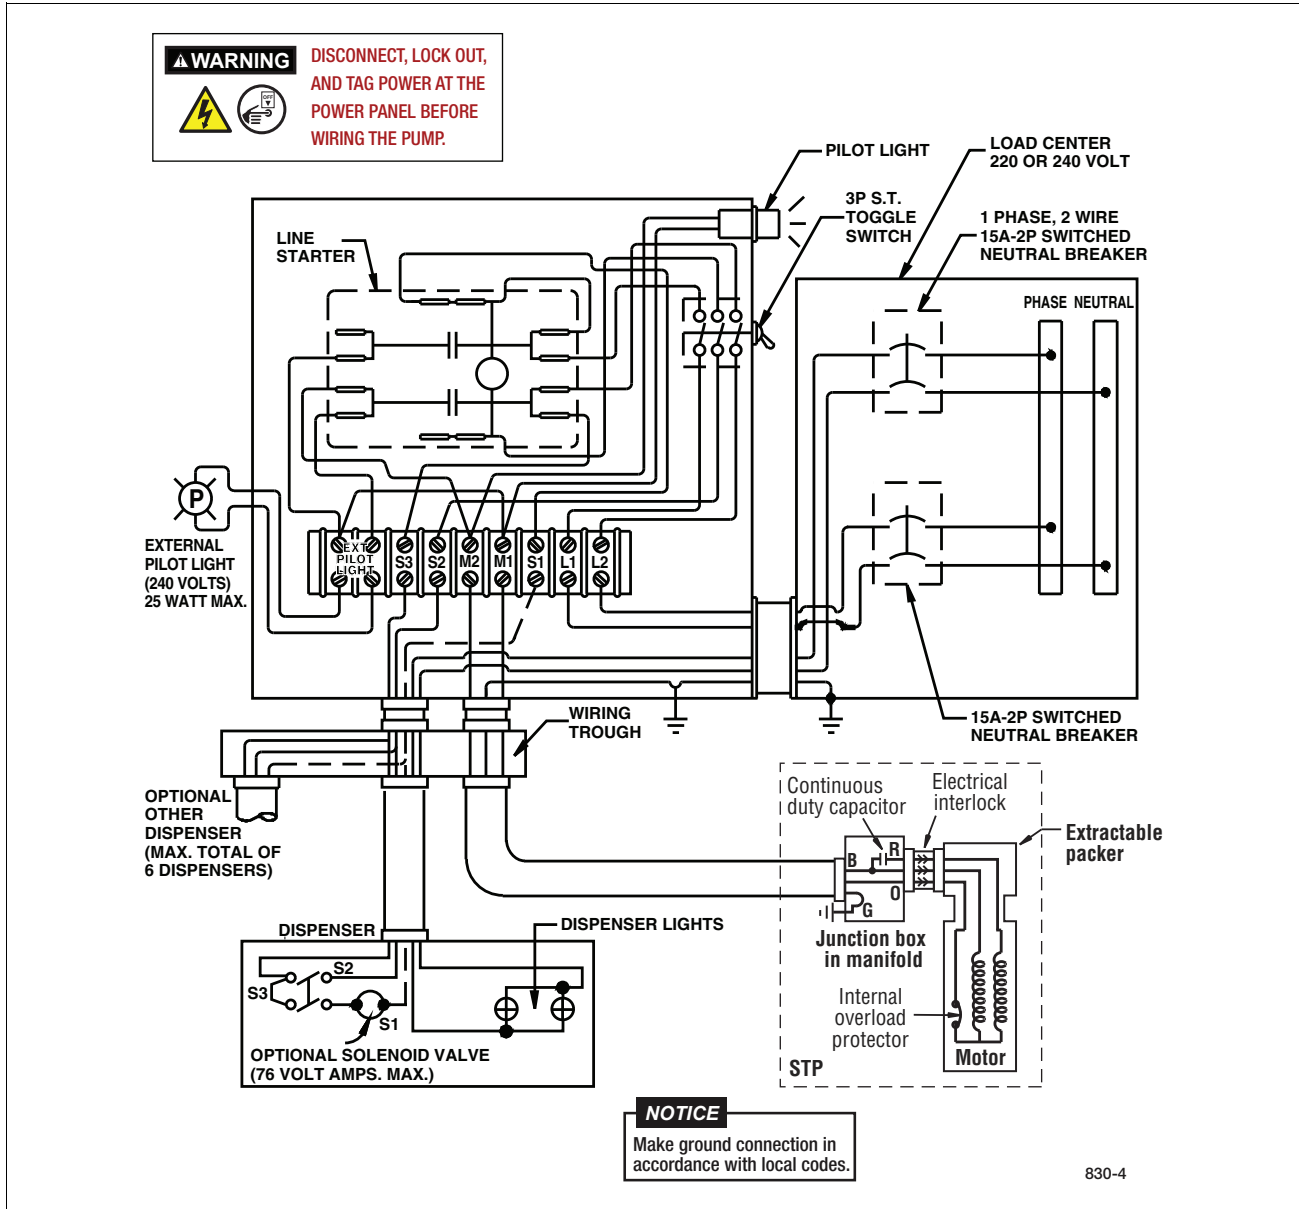 WARNING
DISCONNECT, LOCK OUT,
AND TAG POWER AT THE
POWER PANEL BEFORE
WIRING THE PUMP.
OFF
PILOT LIGHT
LOAD CENTER
220 OR 240 VOLT
3P S.T.
TOGGLE
SWITCH
1 PHASE, 2 WIRE
15A-2P SWITCHED
NEUTRAL BREAKER
LINE
STARTER
PHASE NEUTRAL
P
EXTERNAL
PILOT LIGHT
(240 VOLTS)
25 WATT MAX.
EXT
PILOT
LIGHT
S3 S2 M2 M1 S1 L1 L2
WIRING
TROUGH
15A-2P SWITCHED
NEUTRAL BREAKER
OPTIONAL
OTHER
DISPENSER
(MAX. TOTAL OF
6 DISPENSERS)
Continuous
duty capacitor
Electrical
interlock
Extractable
packer
B
R
O
G
Junction box
in manifold
Internal
overload
protector
Motor
STP
DISPENSER
DISPENSER LIGHTS
S2
S3
S1
OPTIONAL SOLENOID VALVE
(76 VOLT AMPS. MAX.)
NOTICE
Make ground connection in
accordance with local codes.
830-4